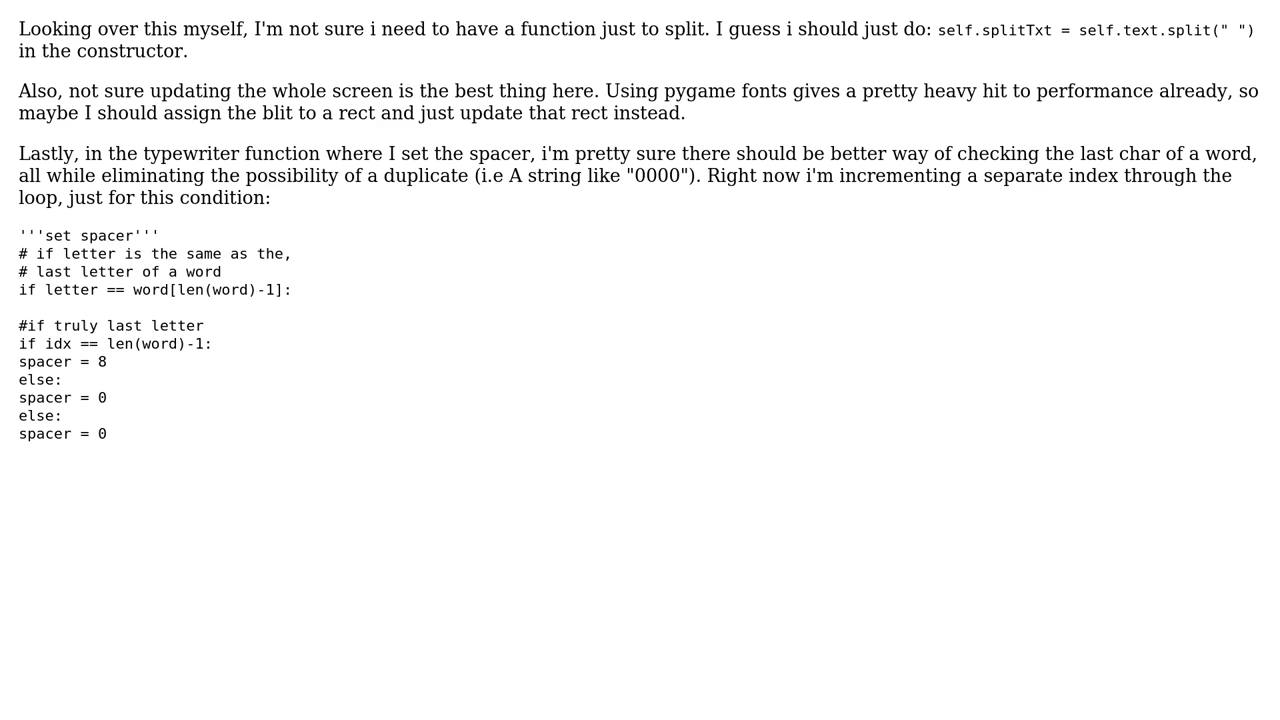 Looking over this myself, I'm not sure i need to have a function just to split. I guess i should just do: self.splitTxt = self.text.split(" ")
in the constructor.
Also, not sure updating the whole screen is the best thing here. Using pygame fonts gives a pretty heavy hit to performance already, so
maybe I should assign the blit to a rect and just update that rect instead.
Lastly, in the typewriter function where I set the spacer, i'm pretty sure there should be better way of checking the last char of a word,
all while eliminating the possibility of a duplicate (i.e A string like "0000"). Right now i'm incrementing a separate index through the
loop, just for this condition:
'''set spacer'''
# if letter is the same as the,
# last letter of a word
if letter == word[len(word)-1]:
#if truly last letter
if idx == len(word)-1:
spacer = 8
else:
spacer = 0
else:
spacer = 0